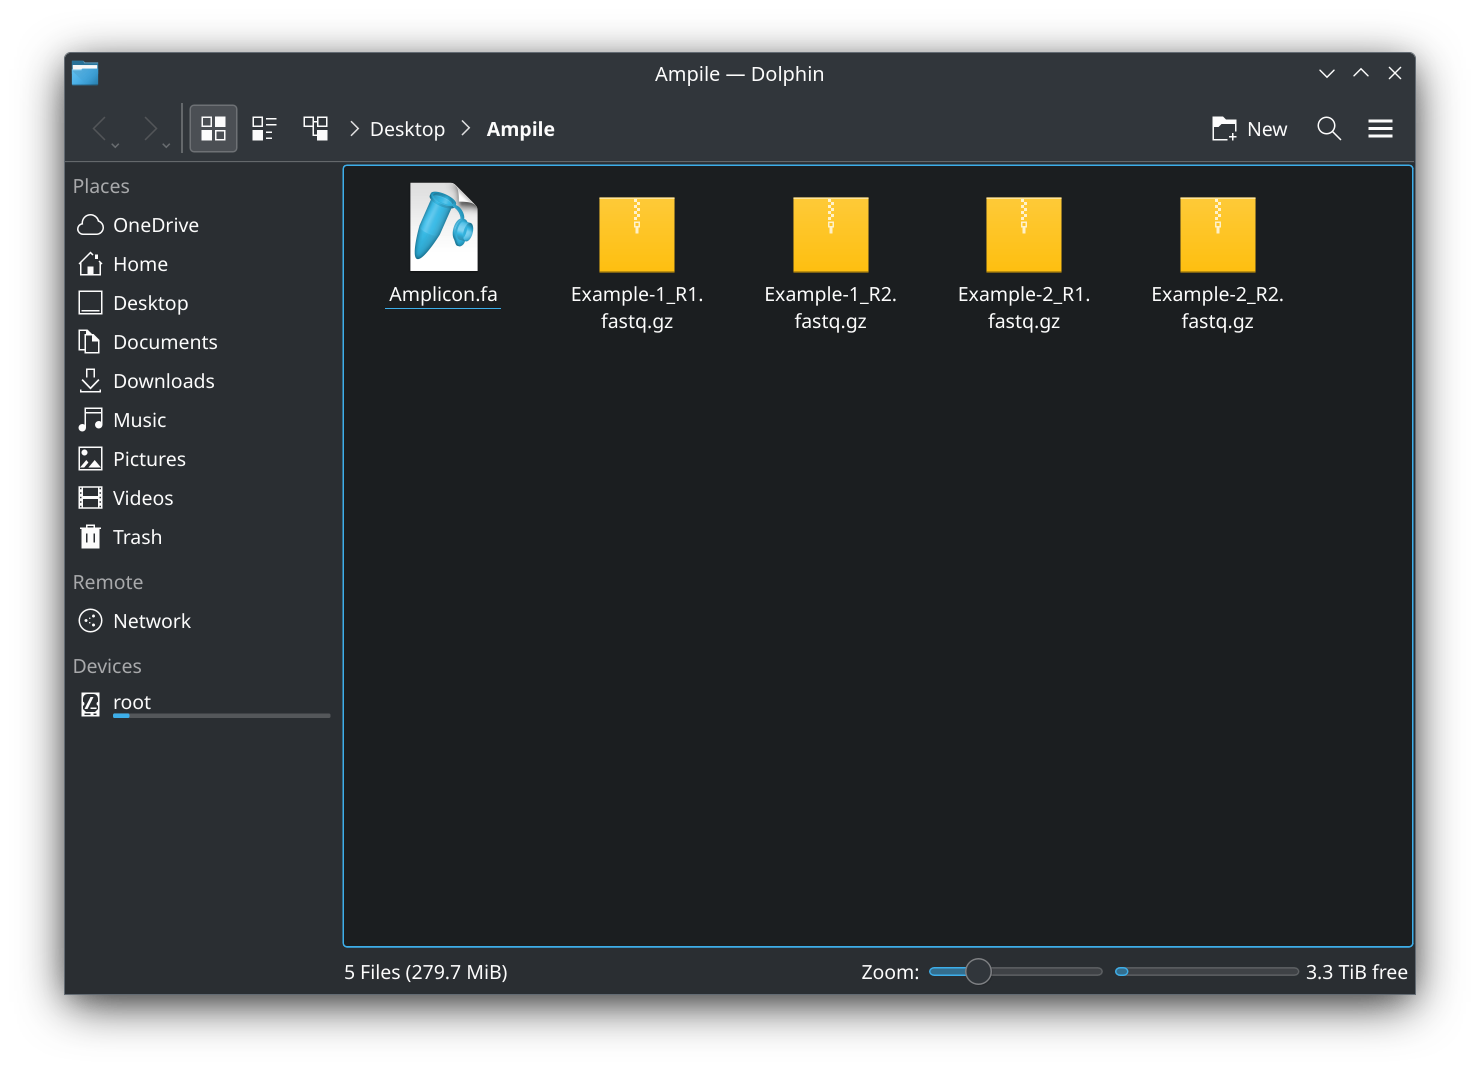 Ampile — Dolphin
Desktop
Ampile
New
Places
OneDrive
Home
Desktop
Documents
Downloads
Music
Pictures
Videos
Trash
Remote
Network
Devices
root
Amplicon.fa
Example-1_R1.
fastq.gz
Example-1_R2.
fastq.gz
Example-2_R1.
fastq.gz
Example-2_R2.
fastq.gz
5 Files (279.7 MiB)
Zoom:
3.3 TiB free